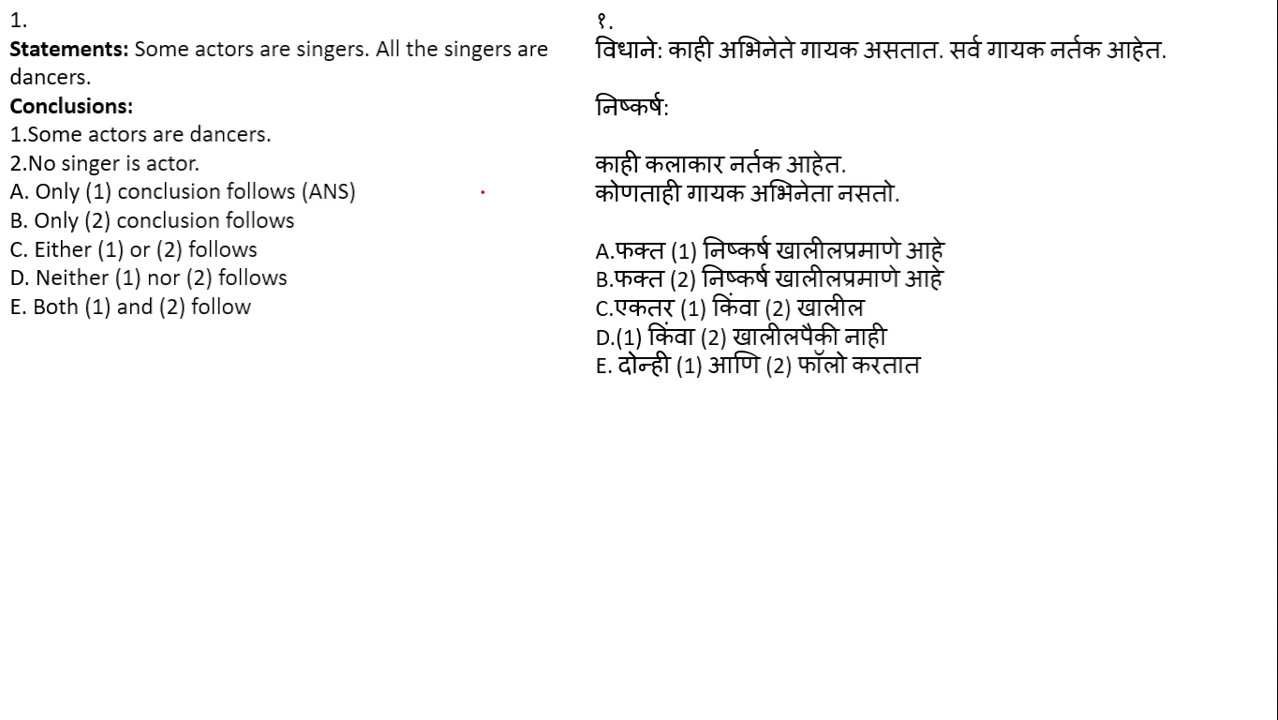 1.
Statements: Some actors are singers. All the singers are
dancers.
Conclusions:
1.Some actors are dancers.
2.No singer is actor.
A. Only (1) conclusion follows (ANS)
B. Only (2) conclusion follows
C. Either (1) or (2) follows
D. Neither (1) nor (2) follows
E. Both (1) and (2) follow
१.
विधाने: काही अभिनेते गायक असतात. सर्व गायक नर्तक आहेत.
निष्कर्ष:
काही कलाकार नर्तक आहेत.
कोणताही गायक अभिनेता नसतो.
A.फक्त (1) निष्कर्ष खालीलप्रमाणे आहे
B.फक्त (2) निष्कर्ष खालीलप्रमाणे आहे
C.एकतर (1) किंवा (2) खालील
D.(1) किंवा (2) खालीलपैकी नाही
E. दोन्ही (1) आणि (2) फॉलो करतात